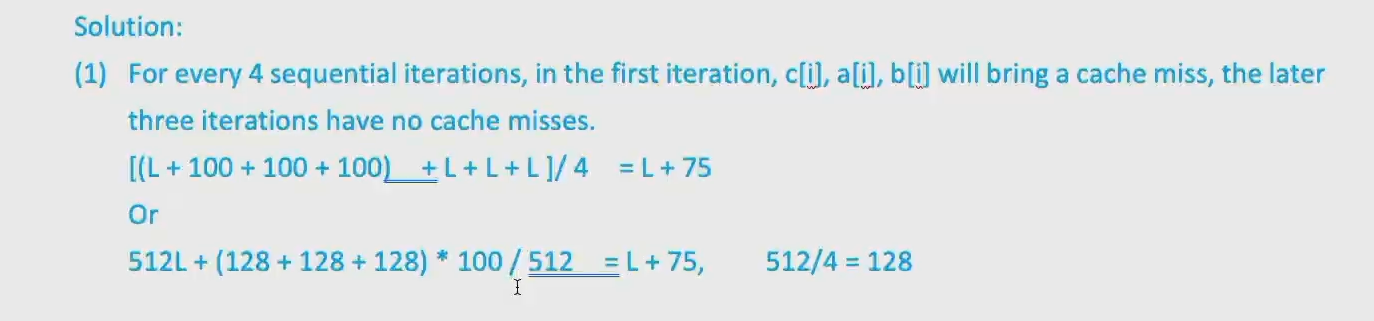 Solution:
(1) For every 4 sequential iterations, in the first iteration, c[i], a[i], b[i] will bring a cache miss, the later
three iterations have no cache misses.
[(L + 100 + 100 + 100) + L + L + L ]/ 4 = L + 75
Or
512L + (128 + 128 + 128) * 100 / 512 = L + 75, 512/4 = 128